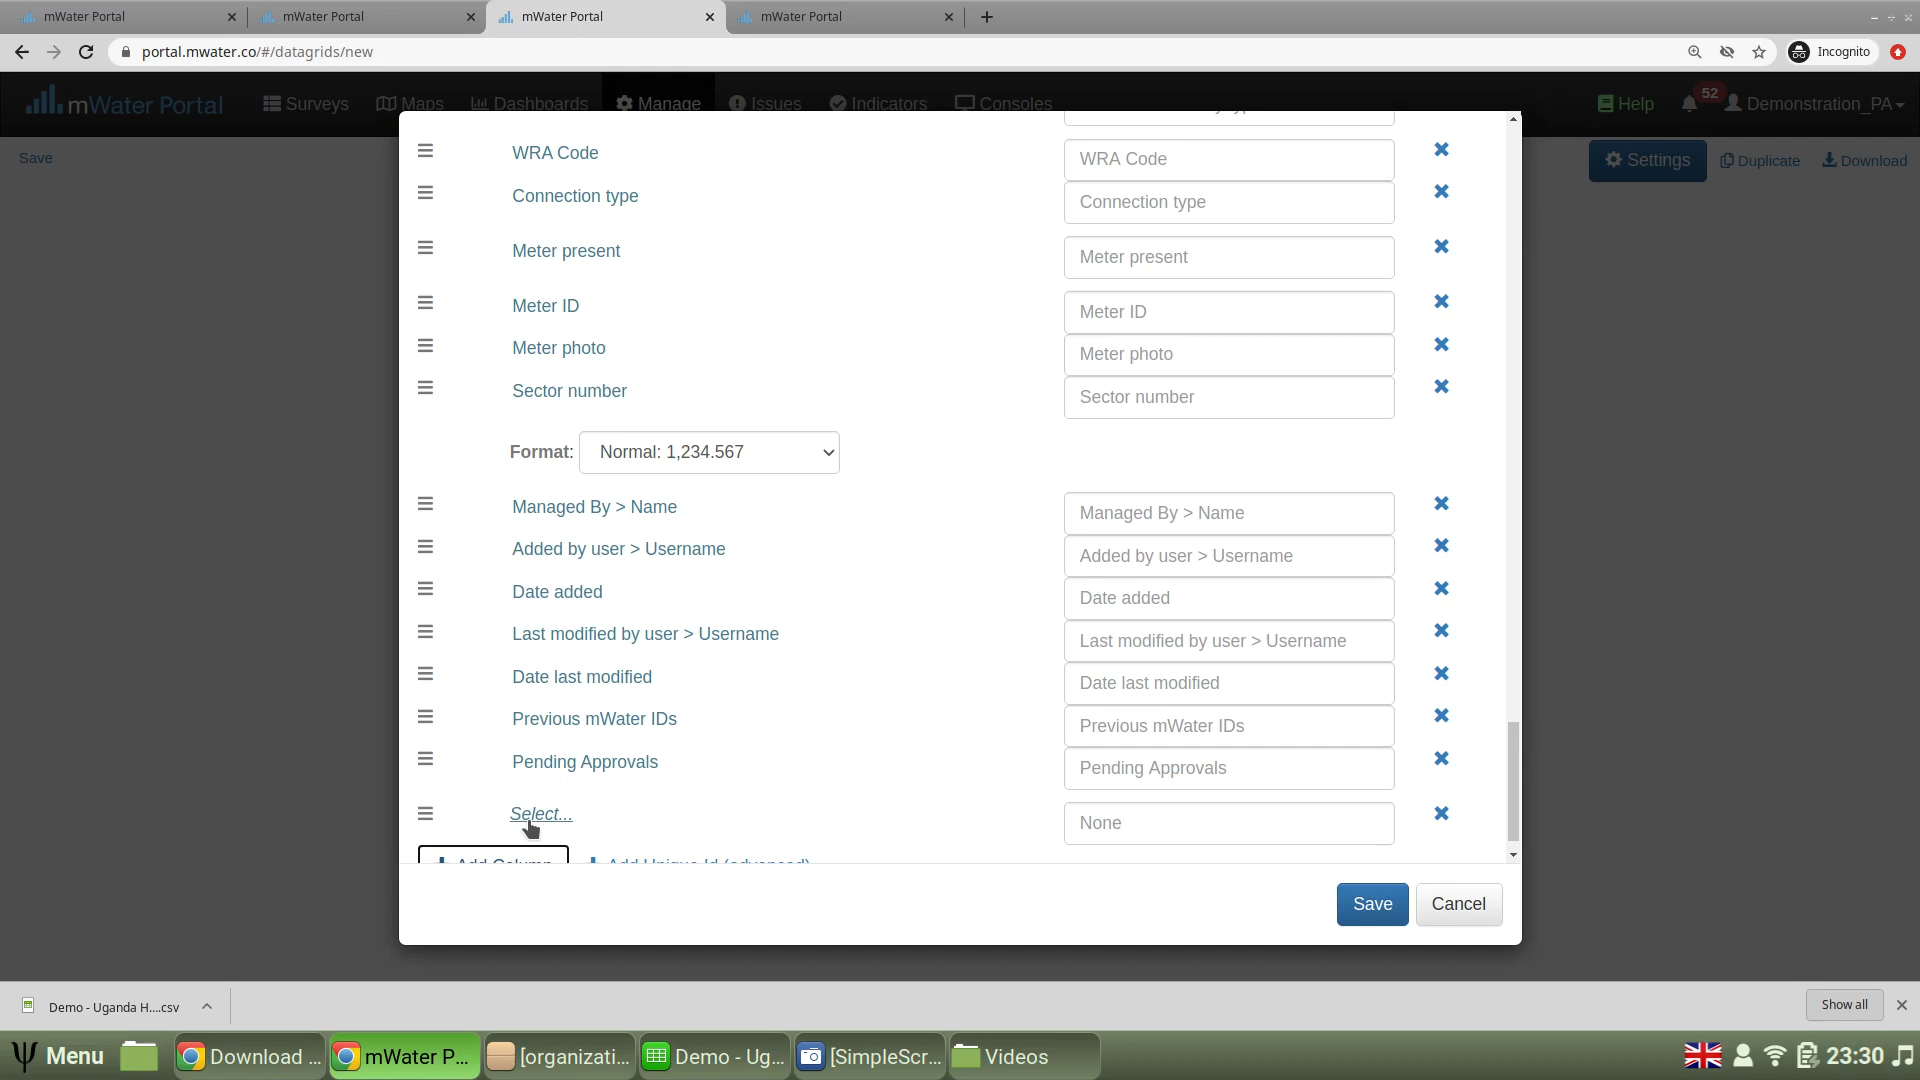 mWater Portal
mWater Portal
mWater Portal
mWater Portal
portal.mwater.co/#/datagrids/new
Incognito
mWater Portal
Surveys
Maps
Dashboards
Manage
Issues
Indicators
Consoles
Help
52
Demonstration_PA
Save
Settings
Duplicate
Download
WRA Code
WRA Code
Connection type
Connection type
Meter present
Meter present
Meter ID
Meter ID
Meter photo
Meter photo
Sector number
Sector number
Format:
Normal: 1,234.567
Managed By > Name
Managed By > Name
Added by user > Username
Added by user > Username
Date added
Date added
Last modified by user > Username
Last modified by user > Username
Date last modified
Date last modified
Previous mWater IDs
Previous mWater IDs
Pending Approvals
Pending Approvals
Select...
None
Add Column
Add Unique Id (advanced)
Save
Cancel
Demo - Uganda H....csv
Show all
Menu
Download ...
mWater P...
[organizati...
Demo - Ug...
[SimpleScr...
Videos
23:30